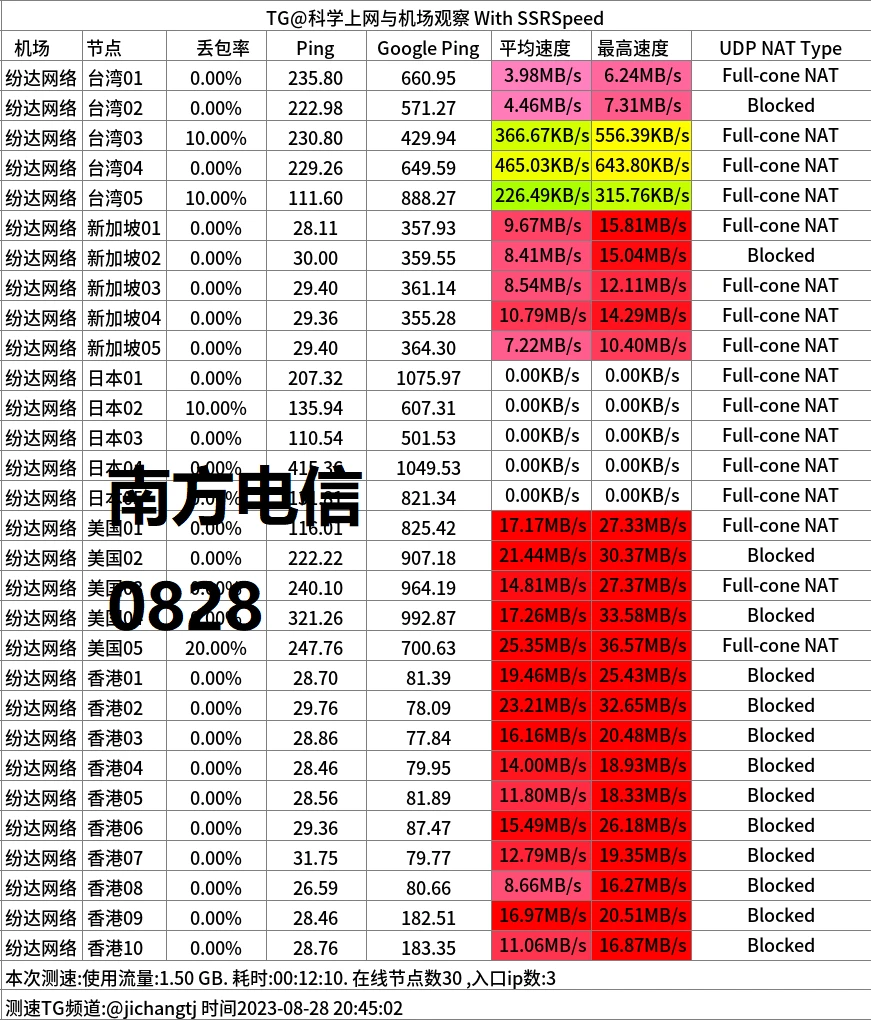 TG@科学上网与机场观察 With SSRSpeed
机场 节点 丢包率 Ping Google Ping 平均速度 最高速度 UDP NAT Type
纷达网络 台湾01 0.00% 235.80 660.95 3.98MB/s 6.24MB/s Full-cone NAT
纷达网络 台湾02 0.00% 222.98 571.27 4.46MB/s 7.31MB/s Blocked
纷达网络 台湾03 10.00% 230.80 429.94 366.67KB/s 556.39KB/s Full-cone NAT
纷达网络 台湾04 0.00% 229.26 649.59 465.03KB/s 643.80KB/s Full-cone NAT
纷达网络 台湾05 10.00% 111.60 888.27 226.49KB/s 315.76KB/s Full-cone NAT
纷达网络 新加坡01 0.00% 28.11 357.93 9.67MB/s 15.81MB/s Full-cone NAT
纷达网络 新加坡02 0.00% 30.00 359.55 8.41MB/s 15.04MB/s Blocked
纷达网络 新加坡03 0.00% 29.40 361.14 8.54MB/s 12.11MB/s Full-cone NAT
纷达网络 新加坡04 0.00% 29.36 355.28 10.79MB/s 14.29MB/s Full-cone NAT
纷达网络 新加坡05 0.00% 29.40 364.30 7.22MB/s 10.40MB/s Full-cone NAT
纷达网络 日本01 0.00% 207.32 1075.97 0.00KB/s 0.00KB/s Full-cone NAT
纷达网络 日本02 10.00% 135.94 607.31 0.00KB/s 0.00KB/s Full-cone NAT
纷达网络 日本03 0.00% 110.54 501.53 0.00KB/s 0.00KB/s Full-cone NAT
纷达网络 日本04 0.00% 1049.53 0.00KB/s 0.00KB/s Full-cone NAT
纷达网络 821.34 0.00KB/s 0.00KB/s Full-cone NAT
南方电信
纷达网络 美国01 0.00% 116.01 825.42 17.17MB/s 27.33MB/s Full-cone NAT
纷达网络 美国02 0.00% 222.22 907.18 21.44MB/s 30.37MB/s Blocked
纷达网络 美国03 0.00% 240.10 964.19 14.81MB/s 27.37MB/s Full-cone NAT
0828
纷达网络 321.26 992.87 17.26MB/s 33.58MB/s Blocked
纷达网络 美国05 20.00% 247.76 700.63 25.35MB/s 36.57MB/s Full-cone NAT
纷达网络 香港01 0.00% 28.70 81.39 19.46MB/s 25.43MB/s Blocked
纷达网络 香港02 0.00% 29.76 78.09 23.21MB/s 32.65MB/s Blocked
纷达网络 香港03 0.00% 28.86 77.84 16.16MB/s 20.48MB/s Blocked
纷达网络 香港04 0.00% 28.46 79.95 14.00MB/s 18.93MB/s Blocked
纷达网络 香港05 0.00% 28.56 81.89 11.80MB/s 18.33MB/s Blocked
纷达网络 香港06 0.00% 29.36 87.47 15.49MB/s 26.18MB/s Blocked
纷达网络 香港07 0.00% 31.75 79.77 12.79MB/s 19.35MB/s Blocked
纷达网络 香港08 0.00% 26.59 80.66 8.66MB/s 16.27MB/s Blocked
纷达网络 香港09 0.00% 28.46 182.51 16.97MB/s 20.51MB/s Blocked
纷达网络 香港10 0.00% 28.76 183.35 11.06MB/s 16.87MB/s Blocked
本次测速:使用流量:1.50 GB. 耗时:00:12:10. 在线节点数30 ,入口ip数:3
测速TG频道:@jichangtj 时间2023-08-28 20:45:02